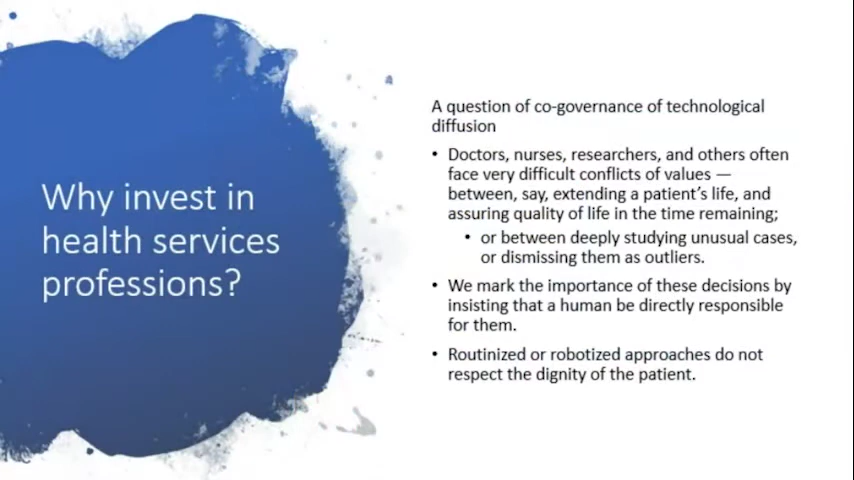 Why invest in
health services
professions?
A question of co-governance of technological
diffusion
• Doctors, nurses, researchers, and others often
face very difficult conflicts of values —
between, say, extending a patient's life, and
assuring quality of life in the time remaining;
• or between deeply studying unusual cases,
or dismissing them as outliers.
• We mark the importance of these decisions by
insisting that a human be directly responsible
for them.
• Routinized or robotized approaches do not
respect the dignity of the patient.